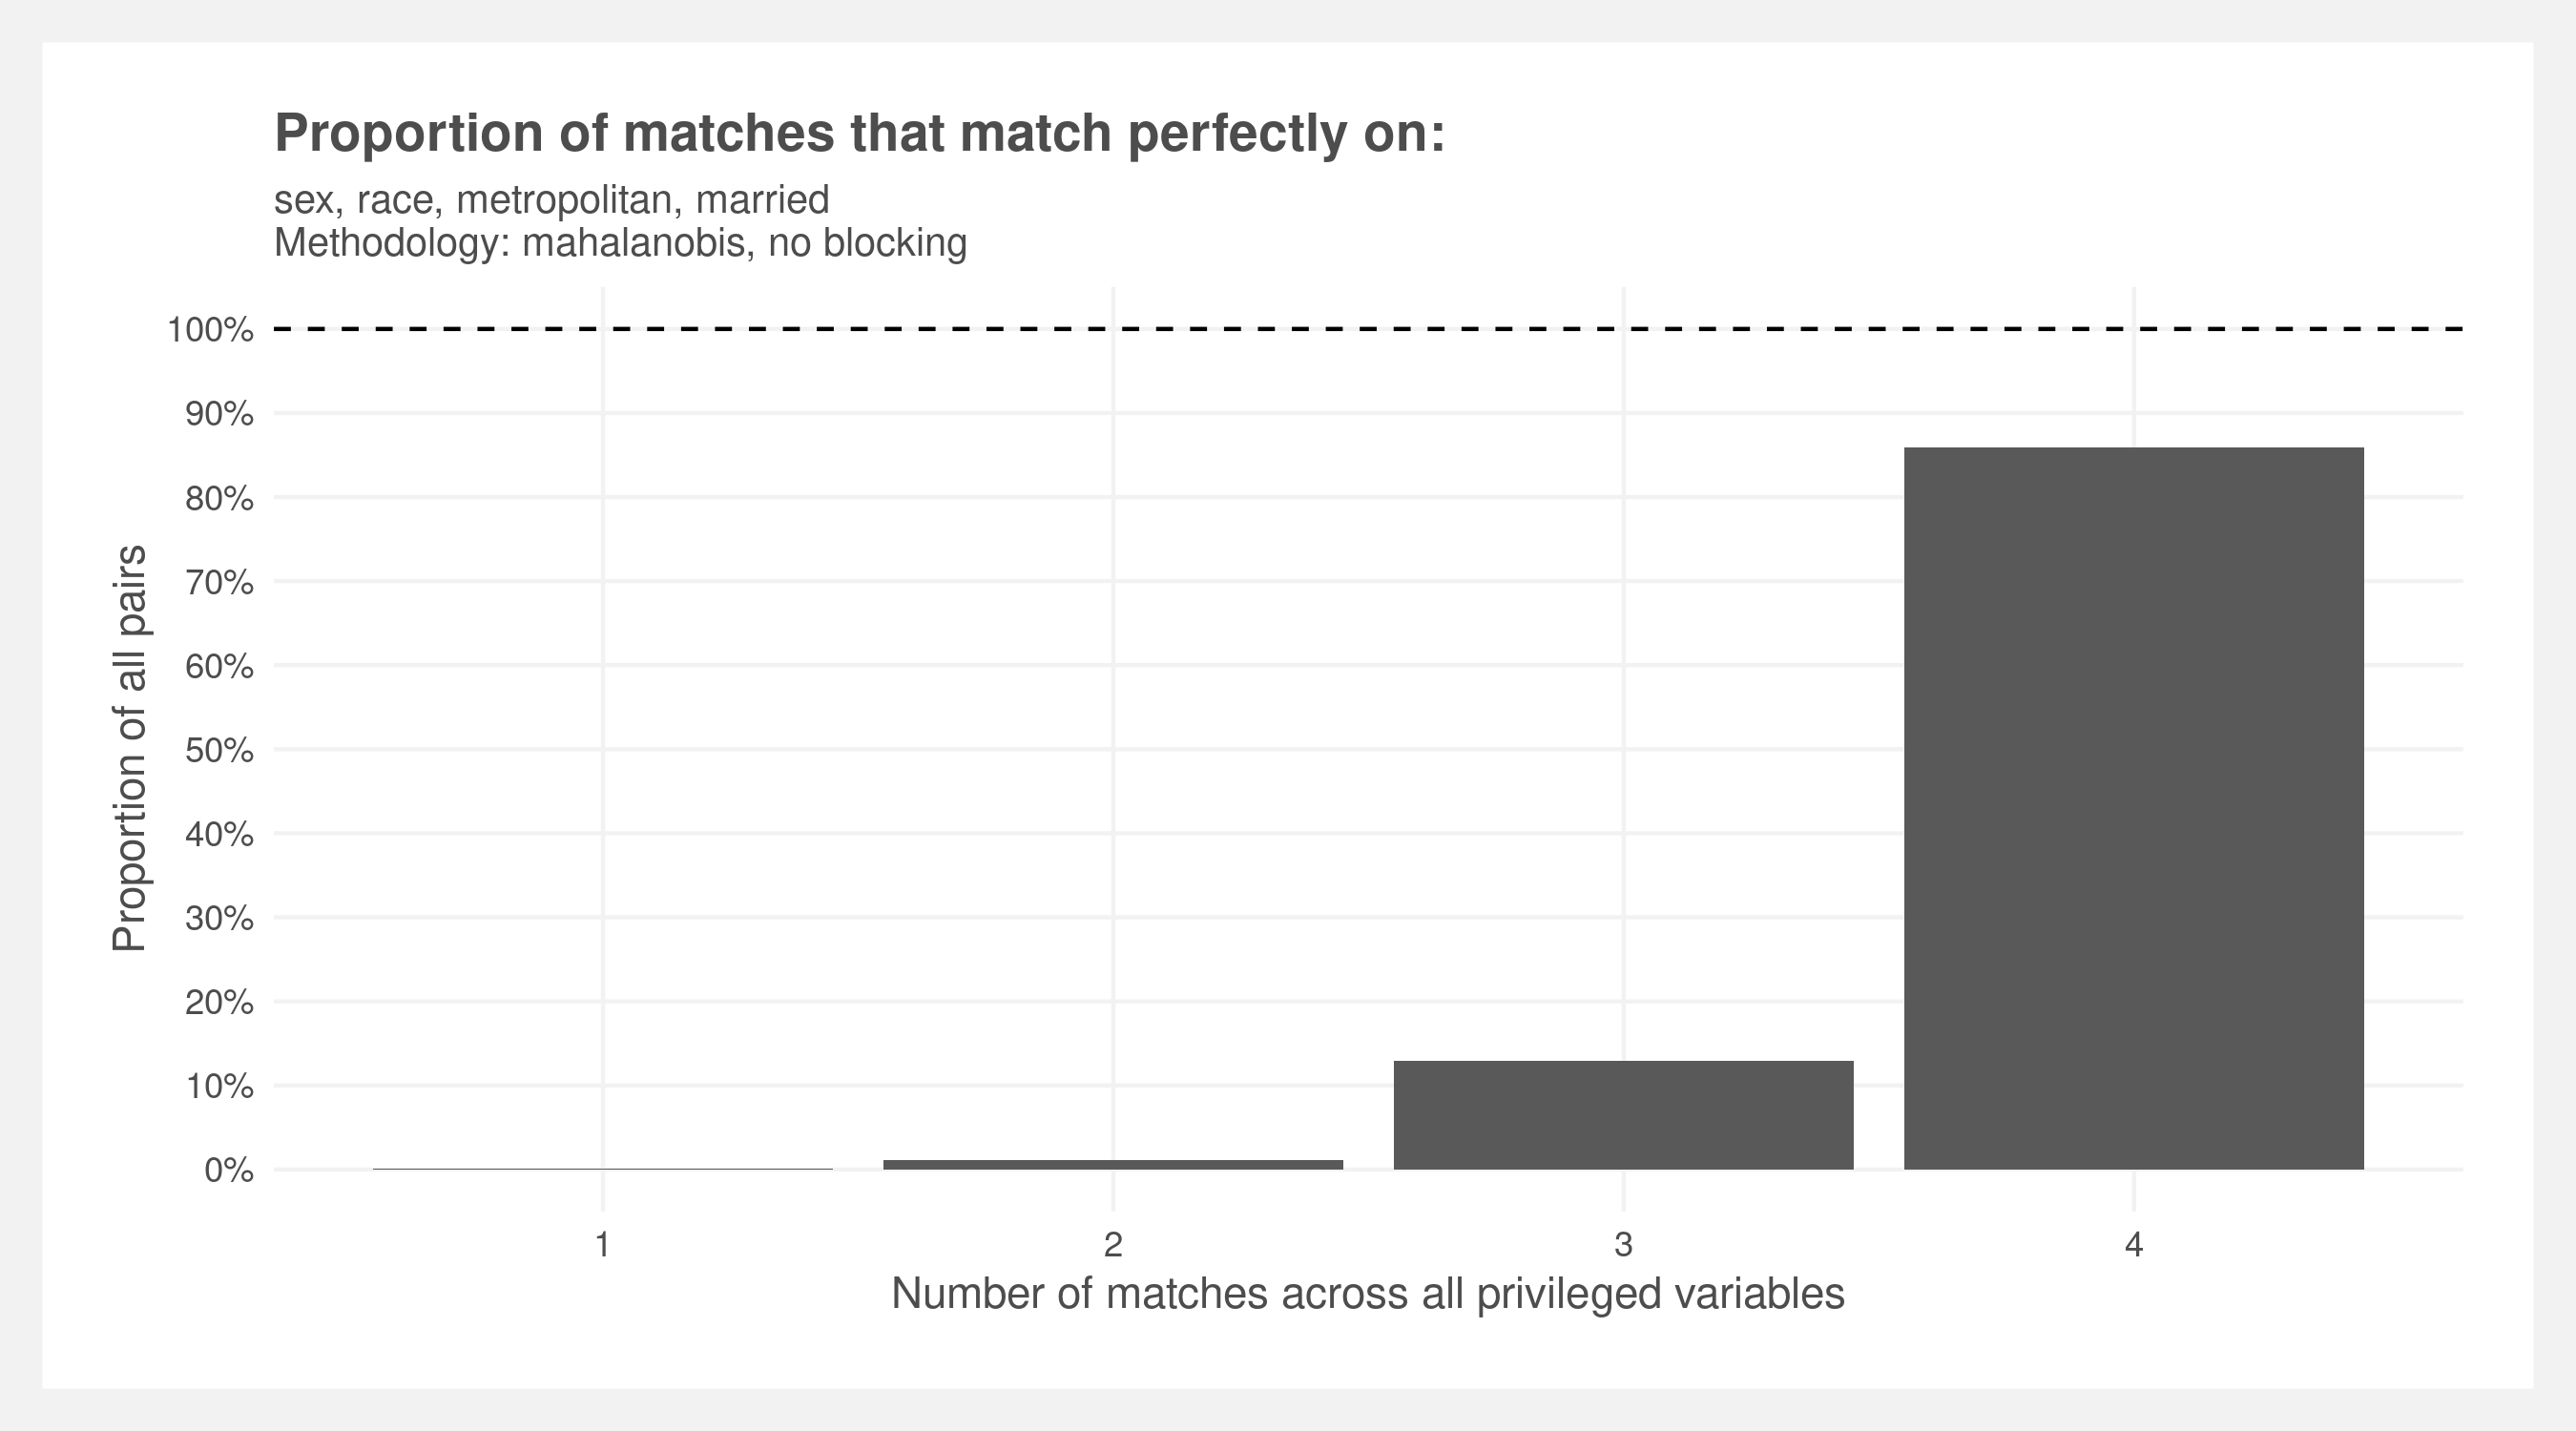 Proportion of matches that match perfectly on:
sex, race, metropolitan, married
Methodology: mahalanobis, no blocking
Proportion of all pairs
100%
90%
80%
70%
60%
50%
40%
30%
20%
10%
0%
1 2 3 4
Number of matches across all privileged variables